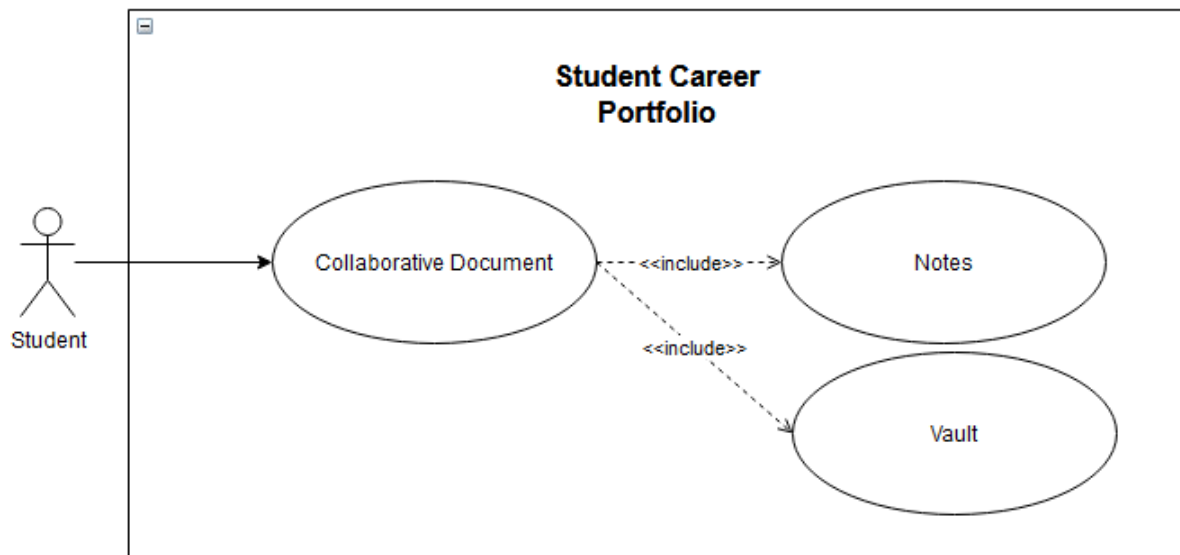 Student Career
Portfolio
Collaborative Document
<<include>>
Notes
Student
<<include>>
Vault